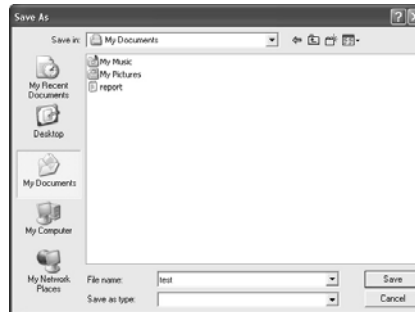 Save As
Save in: My Documents
My Recent
Documents
Desktop
My Documents
My Computer
My Network
Places
My Music
My Pictures
report
File name: test Save
Save as type: Cancel